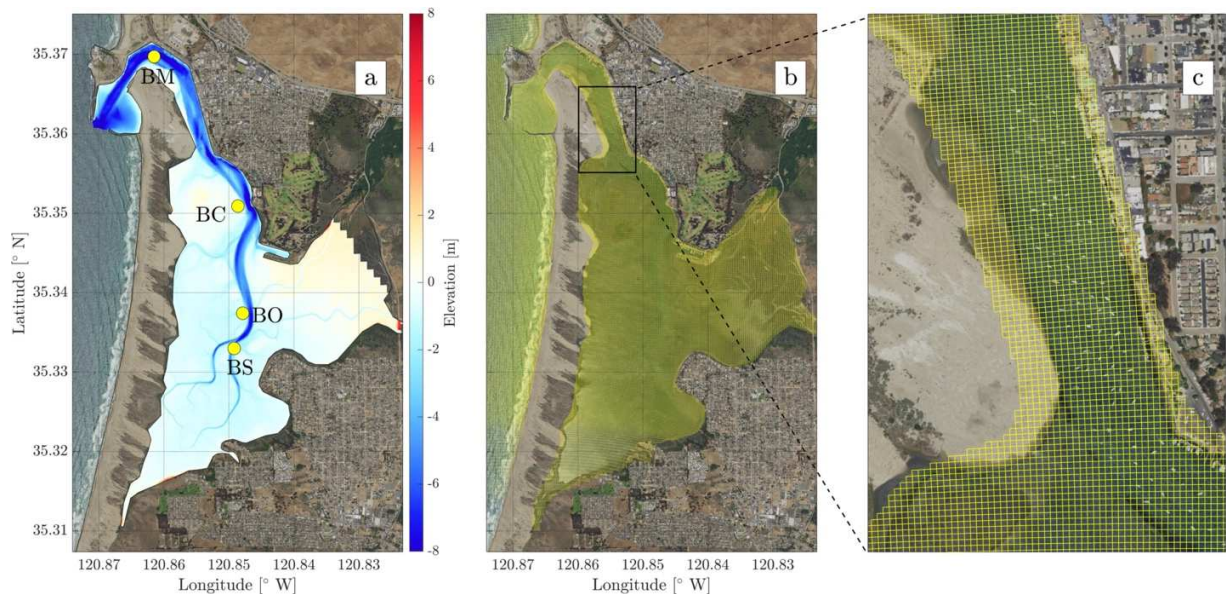 a
b
c
BM
BC
BO
BS
35.37
35.36
35.35
35.34
35.33
35.32
35.31
Latitude [° N]
120.87 120.86 120.85 120.84 120.83
Longitude [° W]
8
6
4
2
0
-2
-4
-6
-8
Elevation [m]
120.87 120.86 120.85 120.84 120.83
Longitude [° W]